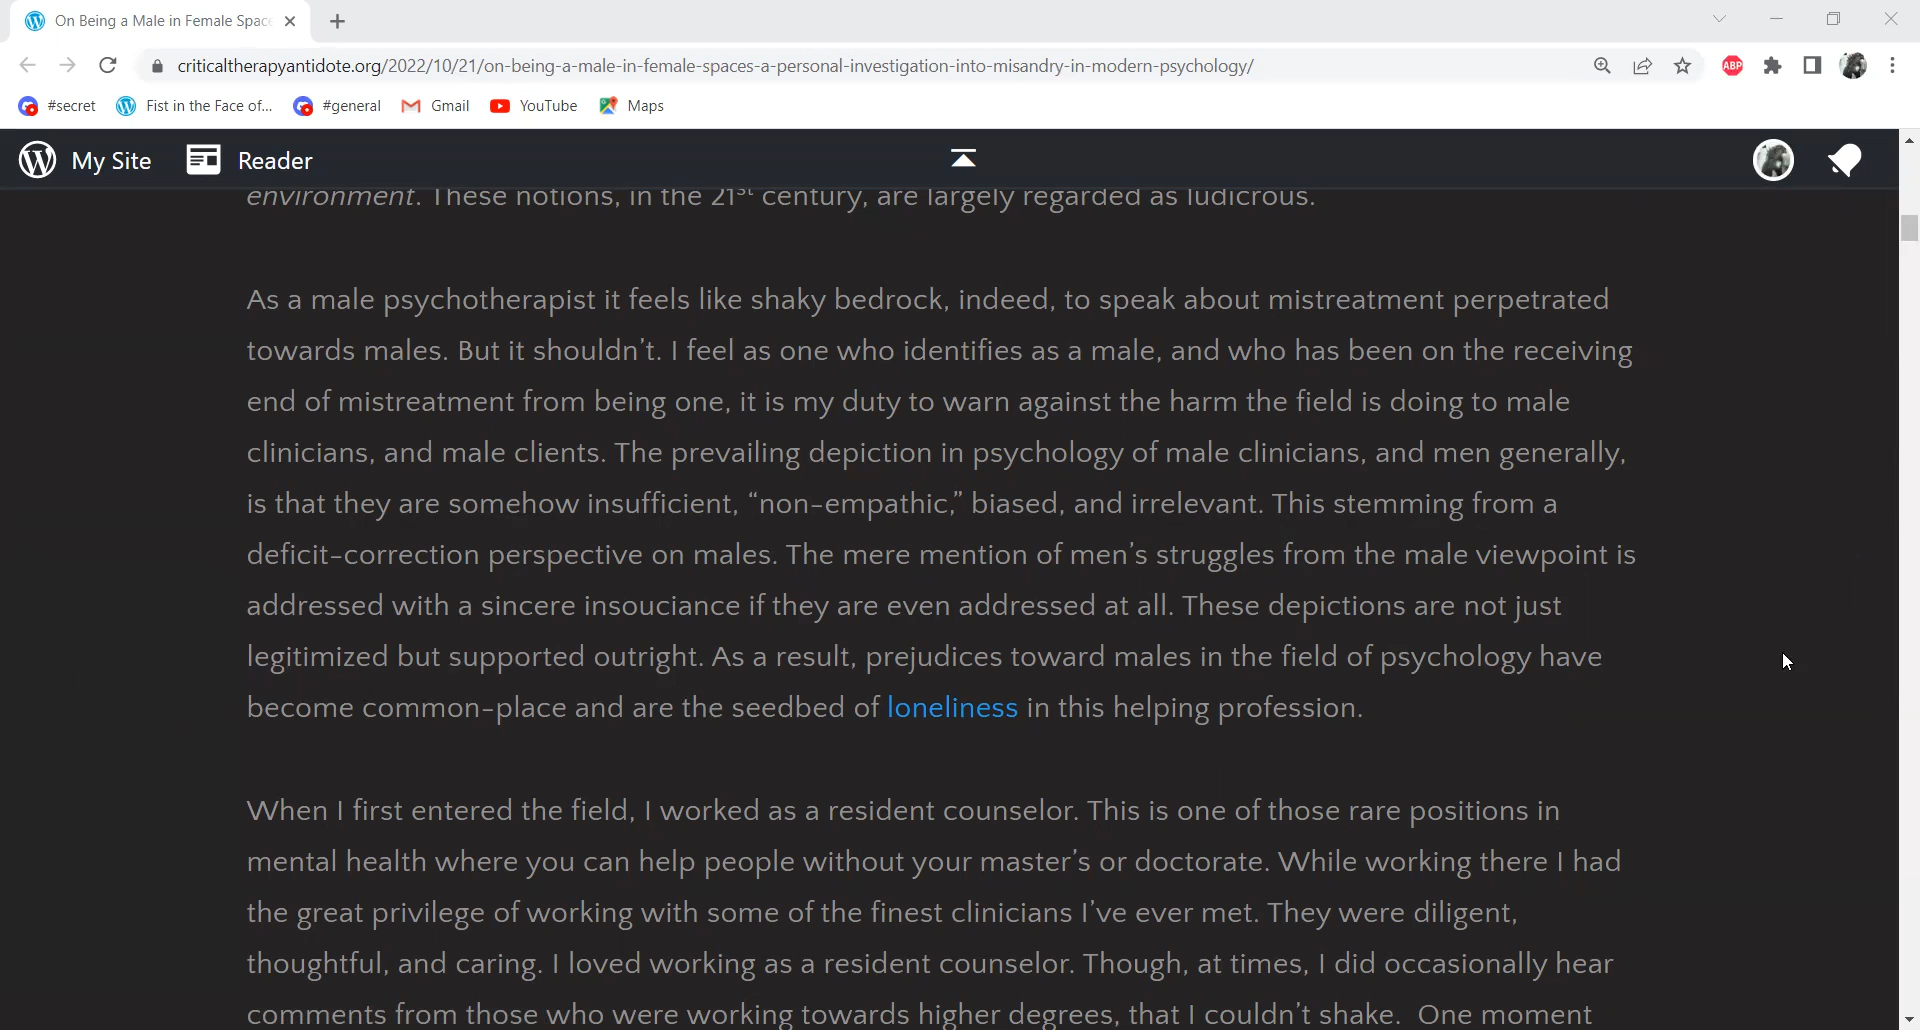 On Being a Male in Female Space
criticaltherapyantidote.org/2022/10/21/on-being-a-male-in-female-spaces-a-personal-investigation-into-misandry-in-modern-psychology/
ABP
#secret Fist in the Face of... #general Gmail YouTube Maps
My Site Reader
environment. These notions, in the 21st century, are largely regarded as ludicrous.
As a male psychotherapist it feels like shaky bedrock, indeed, to speak about mistreatment perpetrated
towards males. But it shouldn’t. I feel as one who identifies as a male, and who has been on the receiving
end of mistreatment from being one, it is my duty to warn against the harm the field is doing to male
clinicians, and male clients. The prevailing depiction in psychology of male clinicians, and men generally,
is that they are somehow insufficient, “non-empathic,” biased, and irrelevant. This stemming from a
deficit-correction perspective on males. The mere mention of men’s struggles from the male viewpoint is
addressed with a sincere insouciance if they are even addressed at all. These depictions are not just
legitimized but supported outright. As a result, prejudices toward males in the field of psychology have
become common-place and are the seedbed of loneliness in this helping profession.
When I first entered the field, I worked as a resident counselor. This is one of those rare positions in
mental health where you can help people without your master’s or doctorate. While working there I had
the great privilege of working with some of the finest clinicians I’ve ever met. They were diligent,
thoughtful, and caring. I loved working as a resident counselor. Though, at times, I did occasionally hear
comments from those who were working towards higher degrees, that I couldn’t shake. One moment